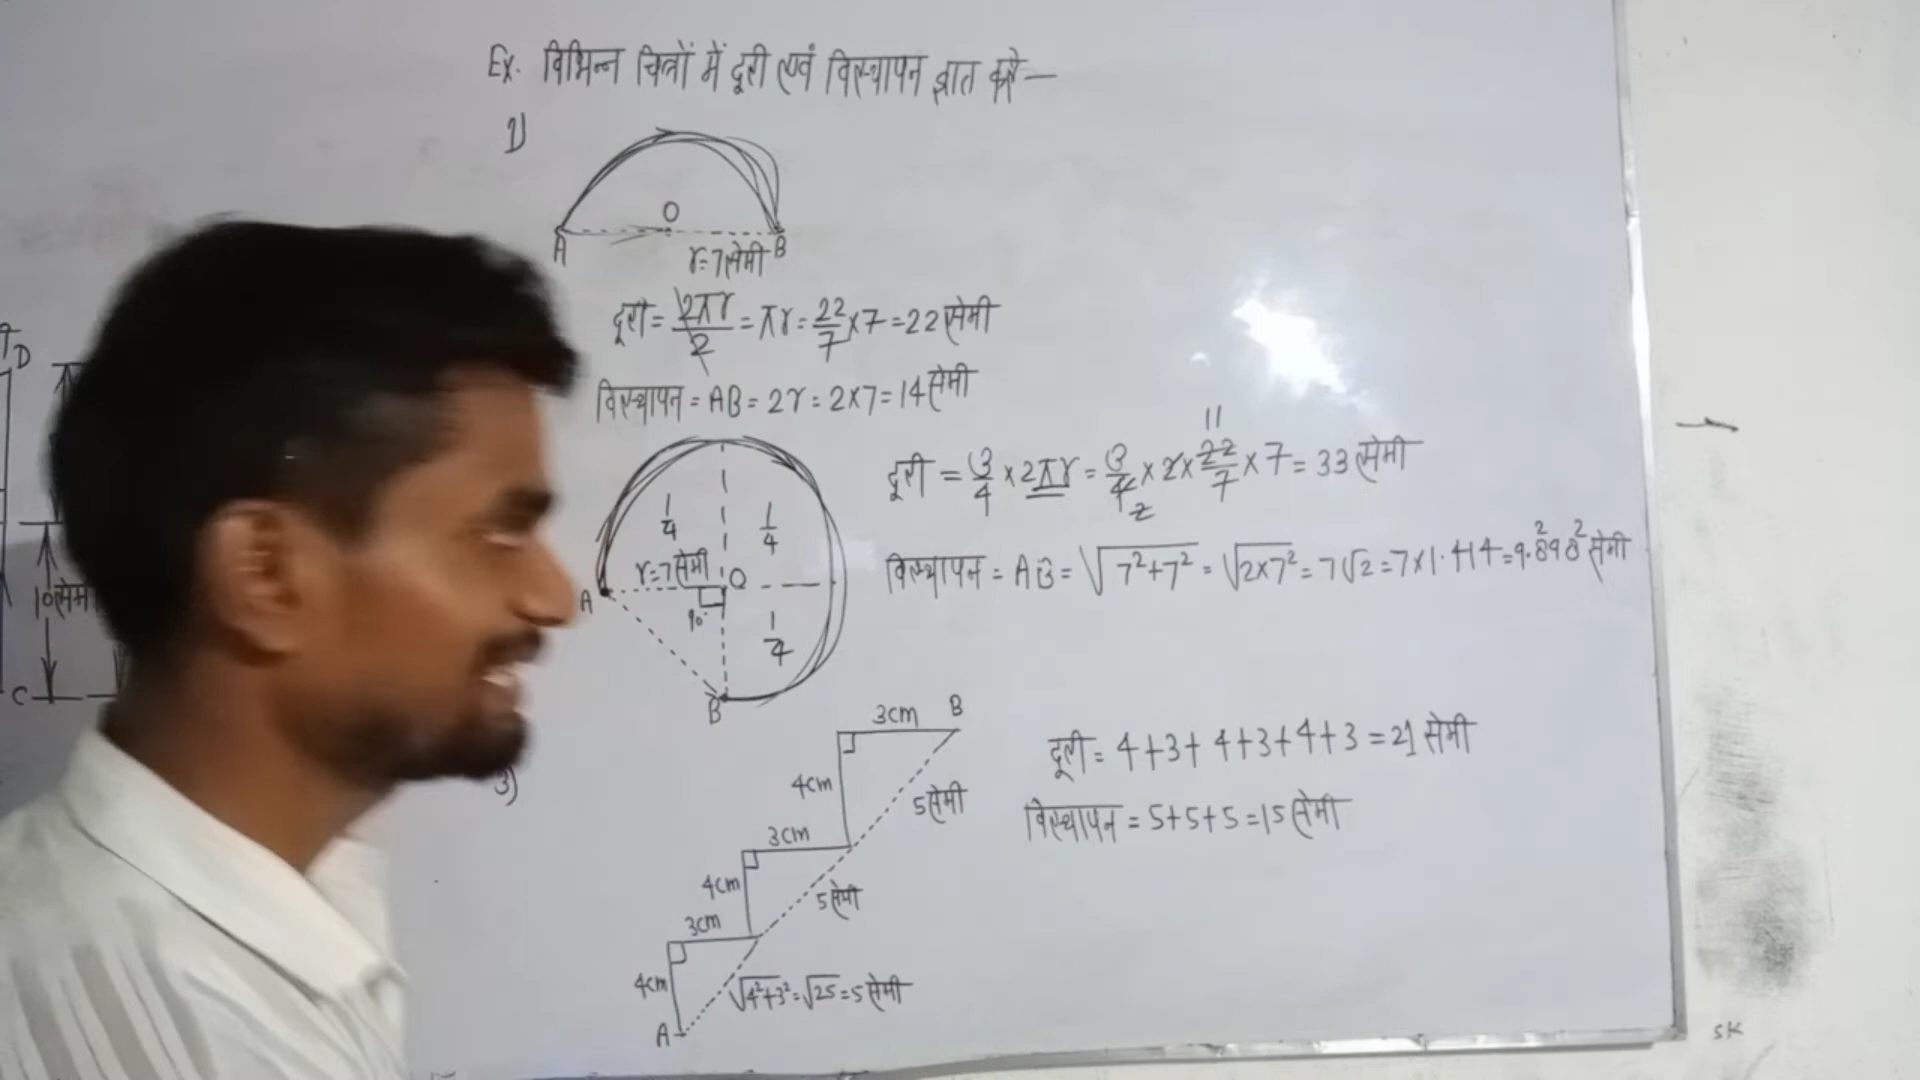 Ex. विभिन्न चित्रों में दूरी एवं विस्थापन ज्ञात करे—
1)
O
A
B
r=7सेमी
दूरी = 2πr/2 = πr = 22/7 × 7 = 22 सेमी
विस्थापन = AB = 2r = 2×7 = 14 सेमी
1/4
1/4
r=7सेमी
O
A
90°
1/4
B
दूरी = 3/4 × 2πr = 3/4 × 2 × 22/7 × 7 = 33 सेमी
11
2
विस्थापन = AB = √7²+7² = √2×7² = 7√2 = 7×1.414 = 9.898 सेमी
2 2
D
10सेमी
C
3)
3cm B
4cm
5सेमी
3cm
4cm
5सेमी
3cm
4cm
√4²+3² = √25 = 5 सेमी
A
दूरी = 4+3+4+3+4+3 = 21 सेमी
विस्थापन = 5+5+5 = 15 सेमी
SK